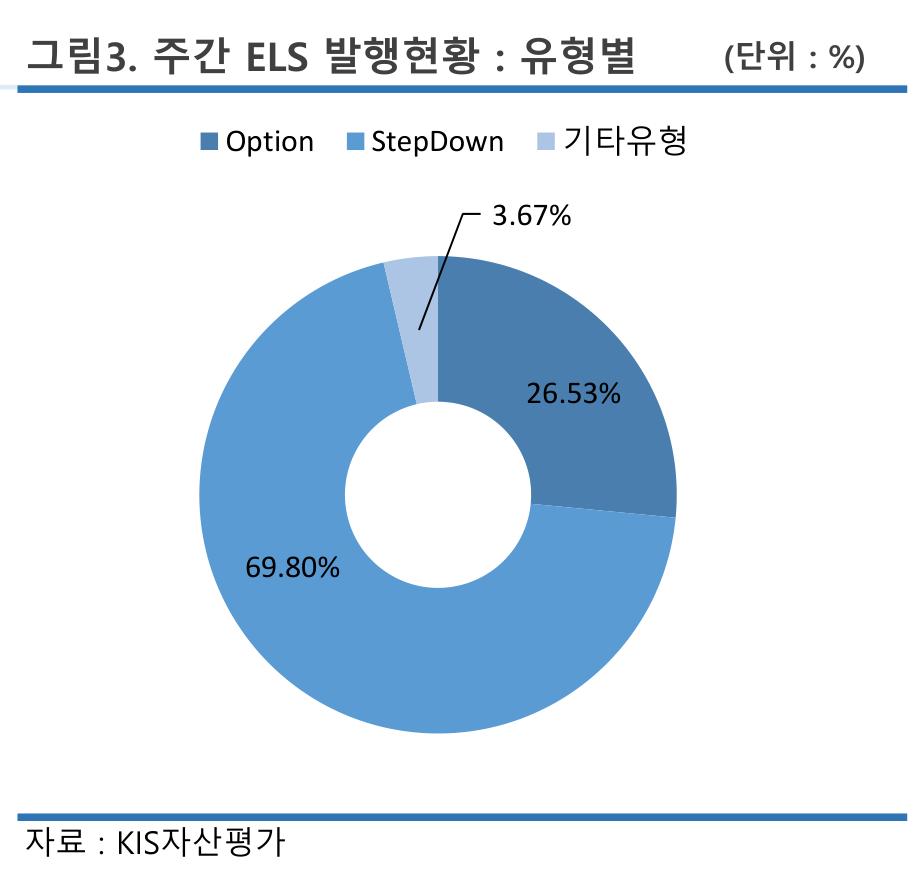 그림3. 주간 ELS 발행현황 : 유형별 (단위 : %)
Option StepDown 기타유형
3.67%
26.53%
69.80%
자료 : KIS자산평가